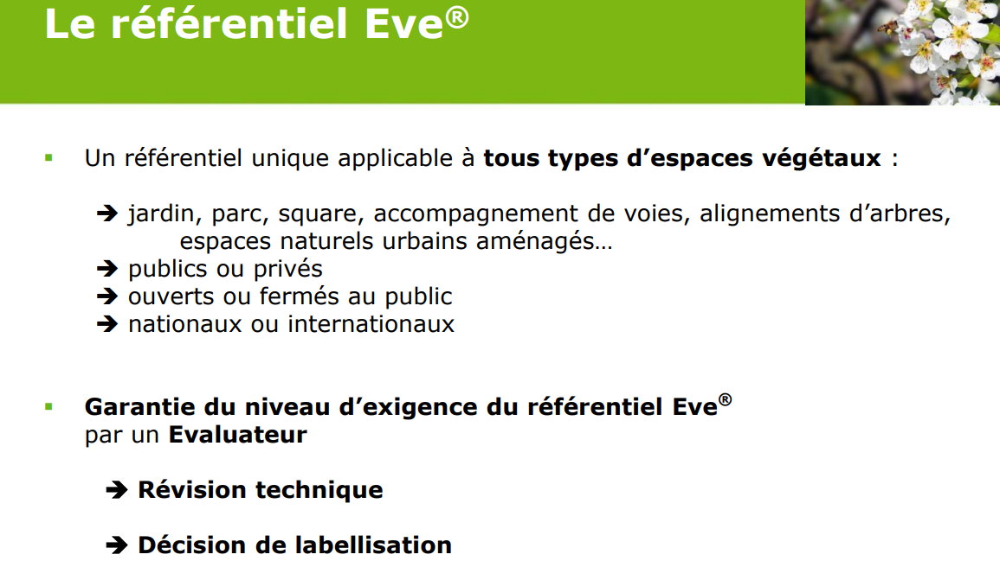 Le référentiel Eve®
▪ Un référentiel unique applicable à tous types d’espaces végétaux :
➔ jardin, parc, square, accompagnement de voies, alignements d’arbres,
espaces naturels urbains aménagés…
➔ publics ou privés
➔ ouverts ou fermés au public
➔ nationaux ou internationaux
▪ Garantie du niveau d’exigence du référentiel Eve®
par un Evaluateur
➔ Révision technique
➔ Décision de labellisation